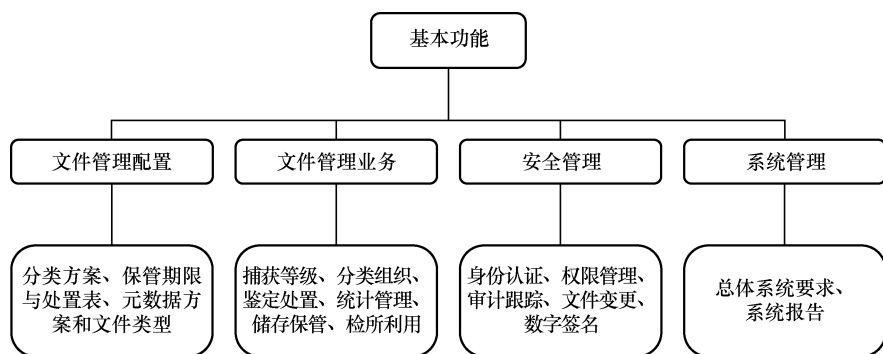 基本功能
文件管理配置
文件管理业务
安全管理
系统管理
分类方案、保管期限
与处置表、元数据方
案和文件类型
捕获等级、分类组织、
鉴定处置、统计管理、
储存保管、检所利用
身份认证、权限管理、
审计跟踪、文件变更、
数字签名
总体系统要求、
系统报告